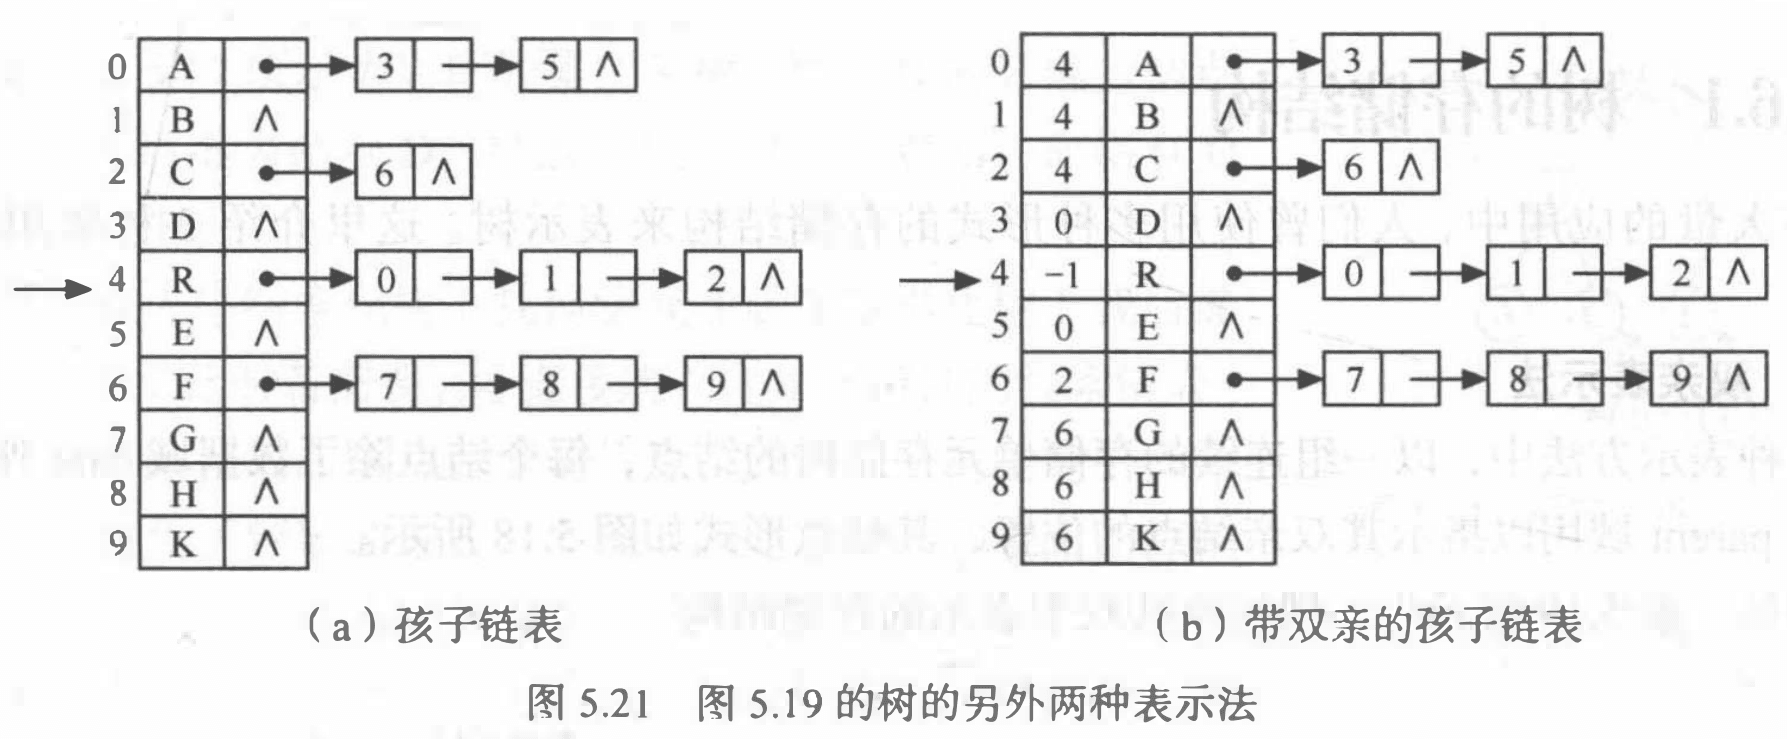 0 A 3 5 ∧
1 B ∧
2 C 6 ∧
3 D ∧
4 R 0 1 2 ∧
5 E ∧
6 F 7 8 9 ∧
7 G ∧
8 H ∧
9 K ∧
(a)孩子链表
0 4 A 3 5 ∧
1 4 B ∧
2 4 C 6 ∧
3 0 D ∧
4 -1 R 0 1 2 ∧
5 0 E ∧
6 2 F 7 8 9 ∧
7 6 G ∧
8 6 H ∧
9 6 K ∧
(b)带双亲的孩子链表
图 5.21 图 5.19 的树的另外两种表示法